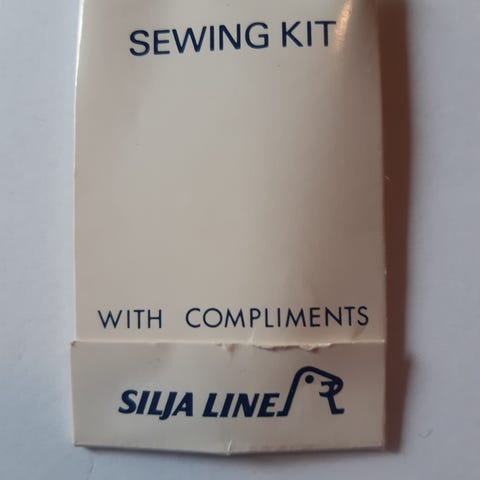 SEWING KIT
WITH COMPLIMENTS
SILJA LINE